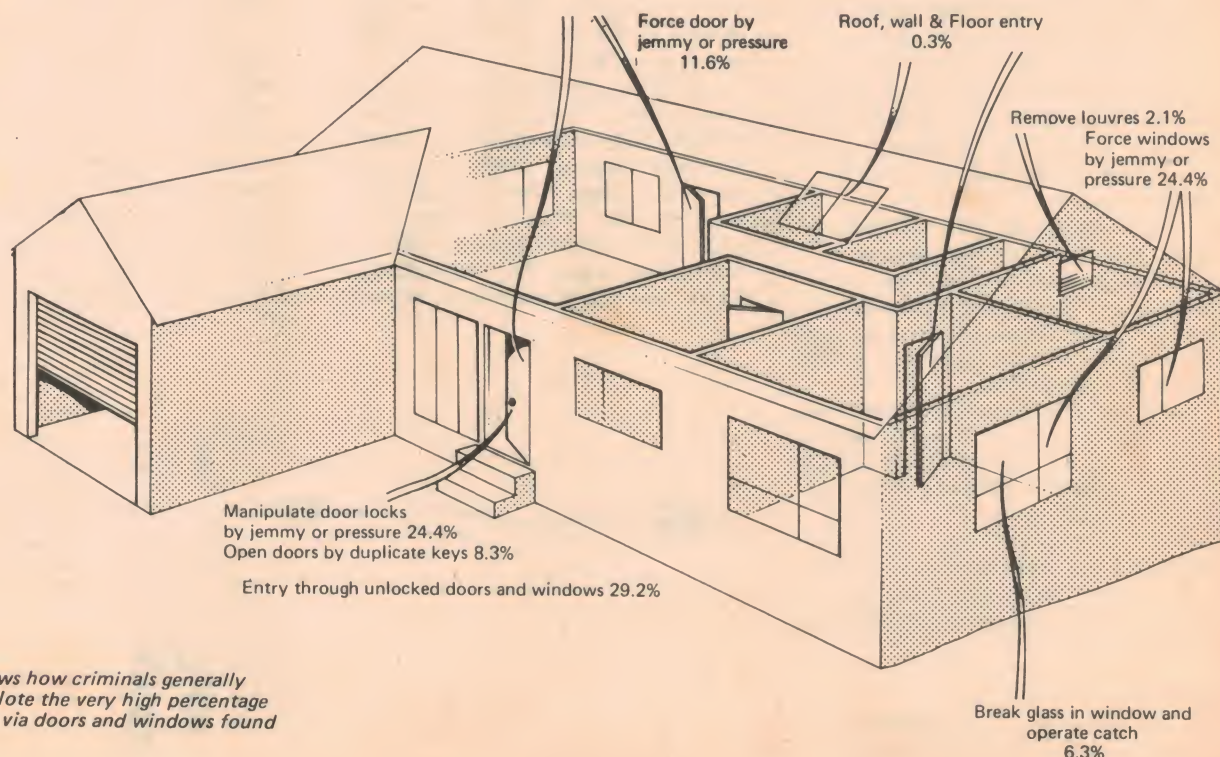 Force door by
jemmy or pressure
11.6%
Roof, wall & Floor entry
0.3%
Remove louvres 2.1%
Force windows
by jemmy or
pressure 24.4%
Manipulate door locks
by jemmy or pressure 24.4%
Open doors by duplicate keys 8.3%
Entry through unlocked doors and windows 29.2%
how criminals generally
the very high percentage
via doors and windows found
Break glass in window and
operate catch
6.3%